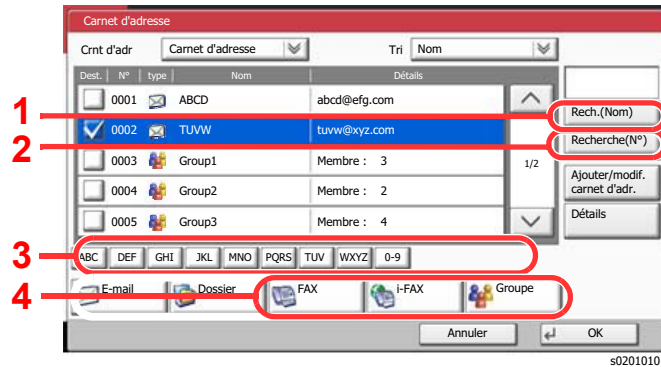 Carnet d'adresse
Crnt d'adr Carnet d'adresse Tri Nom
Dest. N° type Nom Détails
0001 ABCD abcd@efg.com
1 Rech.(Nom)
0002 TUVW tuvw@xyz.com
2 Recherche(N°)
0003 Group1 Membre : 3 1/2
Ajouter/modif.
carnet d'adr.
0004 Group2 Membre : 2
0005 Group3 Membre : 4 Détails
3 ABC DEF GHI JKL MNO PQRS TUV WXYZ 0-9
4 E-mail Dossier FAX i-FAX Groupe
Annuler OK
s0201010